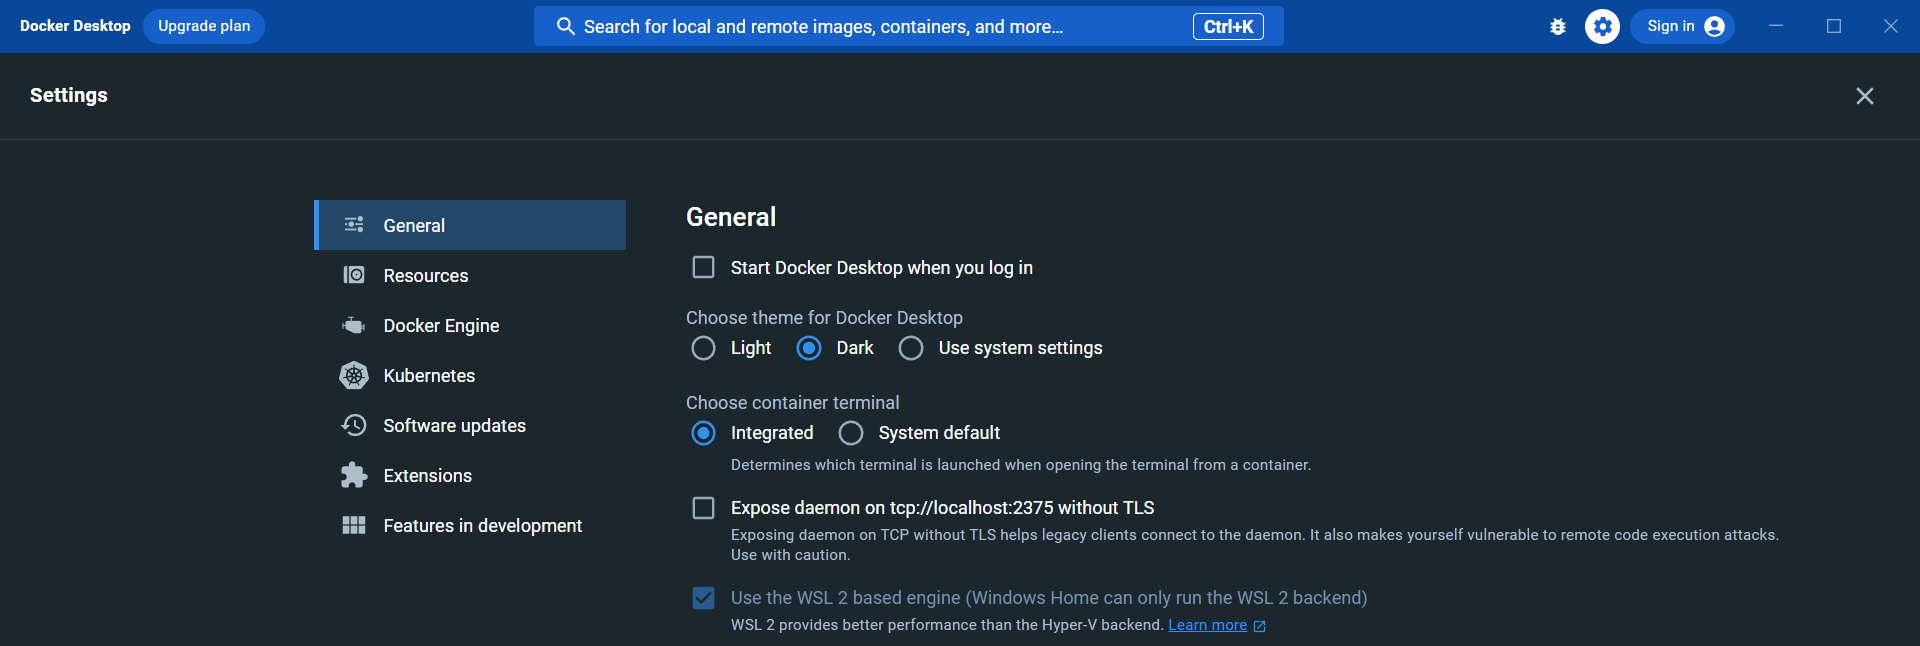 Docker Desktop
Upgrade plan
Search for local and remote images, containers, and more...
Ctrl+K
Sign in
Settings
General
Resources
Docker Engine
Kubernetes
Software updates
Extensions
Features in development
General
Start Docker Desktop when you log in
Choose theme for Docker Desktop
Light Dark Use system settings
Choose container terminal
Integrated System default
Determines which terminal is launched when opening the terminal from a container.
Expose daemon on tcp://localhost:2375 without TLS
Exposing daemon on TCP without TLS helps legacy clients connect to the daemon. It also makes yourself vulnerable to remote code execution attacks.
Use with caution.
Use the WSL 2 based engine (Windows Home can only run the WSL 2 backend)
WSL 2 provides better performance than the Hyper-V backend. Learn more